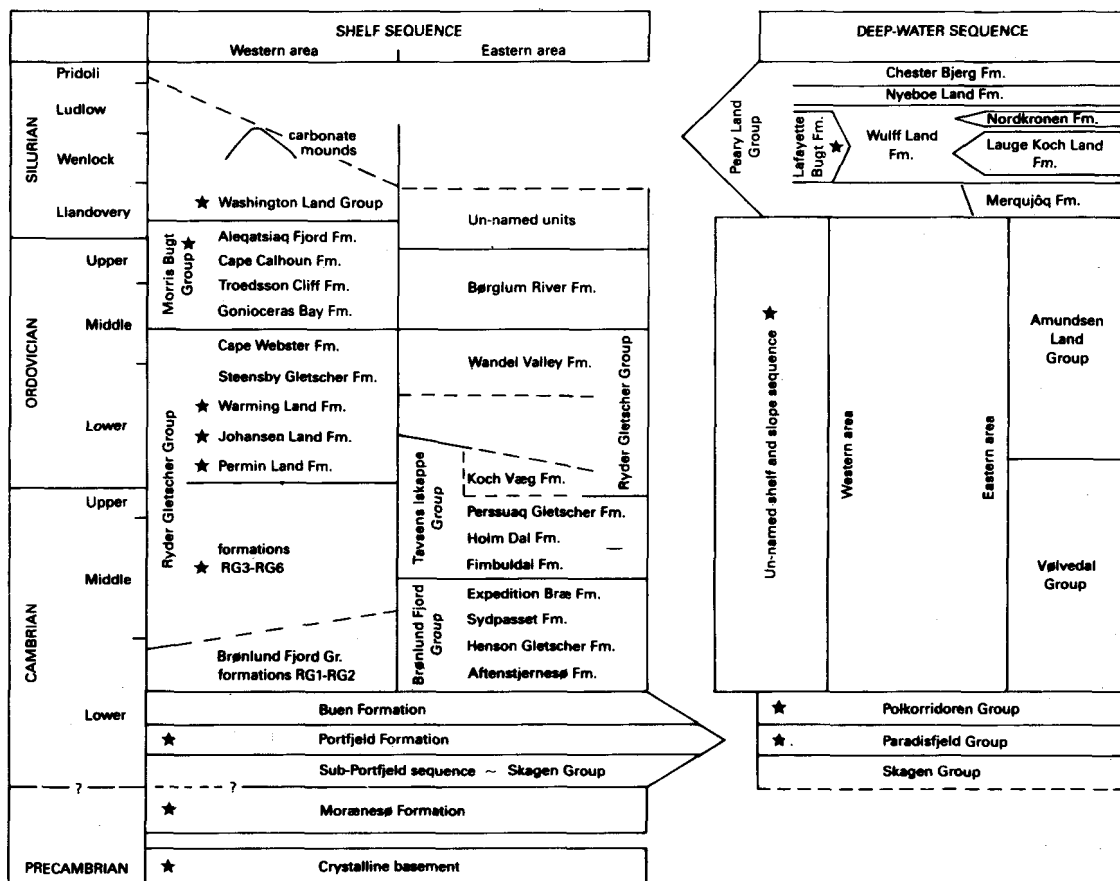 SHELF SEQUENCE
Western area
Eastern area
DEEP-WATER SEQUENCE
SILURIAN
Pridoli
Ludlow
Wenlock
Llandovery
ORDOVICIAN
Upper
Middle
Lower
CAMBRIAN
Upper
Middle
Lower
? ?
PRECAMBRIAN
carbonate
mounds
★ Washington Land Group
Morris Bugt
Group ★
Aleqatsiaq Fjord Fm.
Cape Calhoun Fm.
Troedsson Cliff Fm.
Gonioceras Bay Fm.
Ryder Gletscher Group
Cape Webster Fm.
Steensby Gletscher Fm.
★ Warming Land Fm.
★ Johansen Land Fm.
★ Permin Land Fm.
formations
★ RG3-RG6
Brønlund Fjord Gr.
formations RG1-RG2
Un-named units
Børglum River Fm.
Wandel Valley Fm.
Ryder Gletscher Group
Tavsens Iskappe
Group
Koch Væg Fm.
Perssuaq Gletscher Fm.
Holm Dal Fm.
Fimbuldal Fm.
Brønlund Fjord
Group
Expedition Bræ Fm.
Sydpasset Fm.
Henson Gletscher Fm.
Aftenstjernesø Fm.
Buen Formation
★ Portfjeld Formation
Sub-Portfjeld sequence ~ Skagen Group
★ Morænesø Formation
★ Crystalline basement
Peary Land
Group
Chester Bjerg Fm.
Nyeboe Land Fm.
Lafayette
Bugt Fm.
★
Wulff Land
Fm.
Nordkronen Fm.
Lauge Koch Land
Fm.
Merqujôq Fm.
Un-named shelf and slope sequence ★
Western area
Eastern area
Amundsen
Land
Group
Vølvedal
Group
★ Polkorridoren Group
★ Paradisfjeld Group
Skagen Group